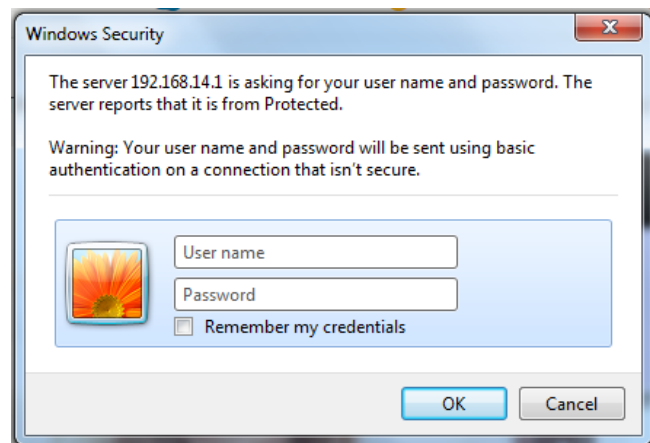 Windows Security
The server 192.168.14.1 is asking for your user name and password. The
server reports that it is from Protected.
Warning: Your user name and password will be sent using basic
authentication on a connection that isn't secure.
User name
Password
Remember my credentials
OK
Cancel